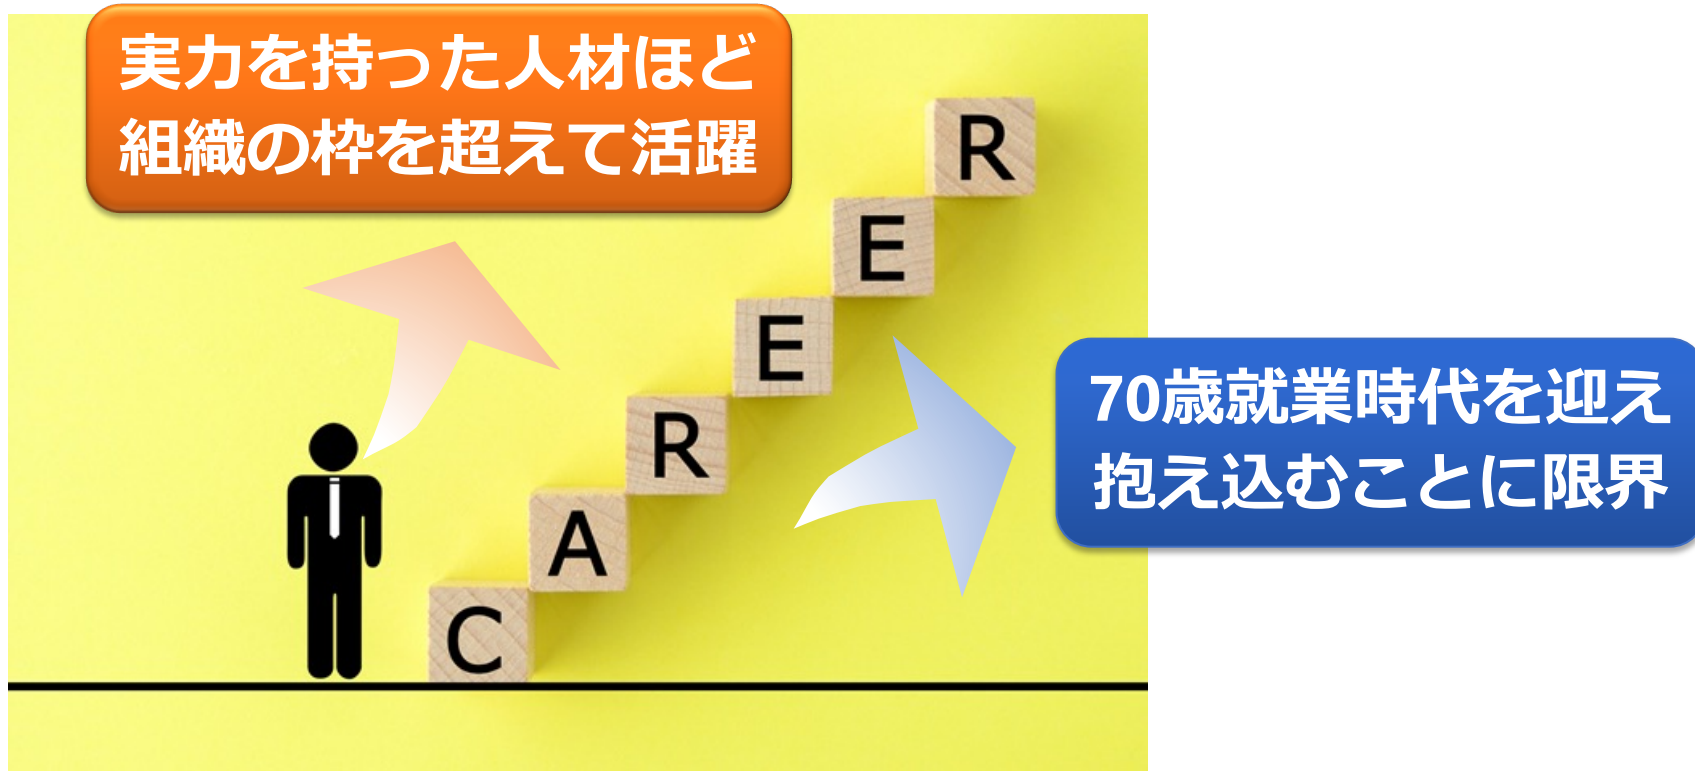 実力を持った人材ほど
組織の枠を超えて活躍
CAREER
70歳就業時代を迎え
抱え込むことに限界